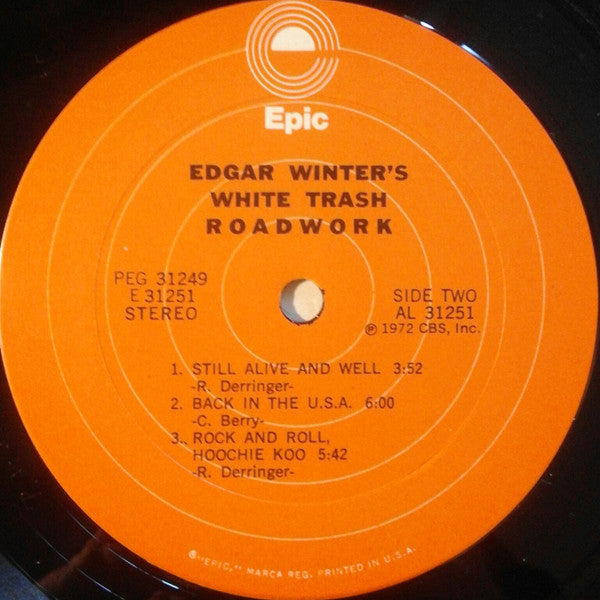 Epic
EDGAR WINTER'S
WHITE TRASH
ROADWORK
PEG 31249
E 31251
STEREO
SIDE TWO
AL 31251
℗ 1972 CBS, Inc.
1. STILL ALIVE AND WELL 3:52
-R. Derringer-
2. BACK IN THE U.S.A. 6:00
-C. Berry-
3. ROCK AND ROLL,
HOOCHIE KOO 5:42
-R. Derringer-
®-"EPIC," MARCA REG. PRINTED IN U.S.A.